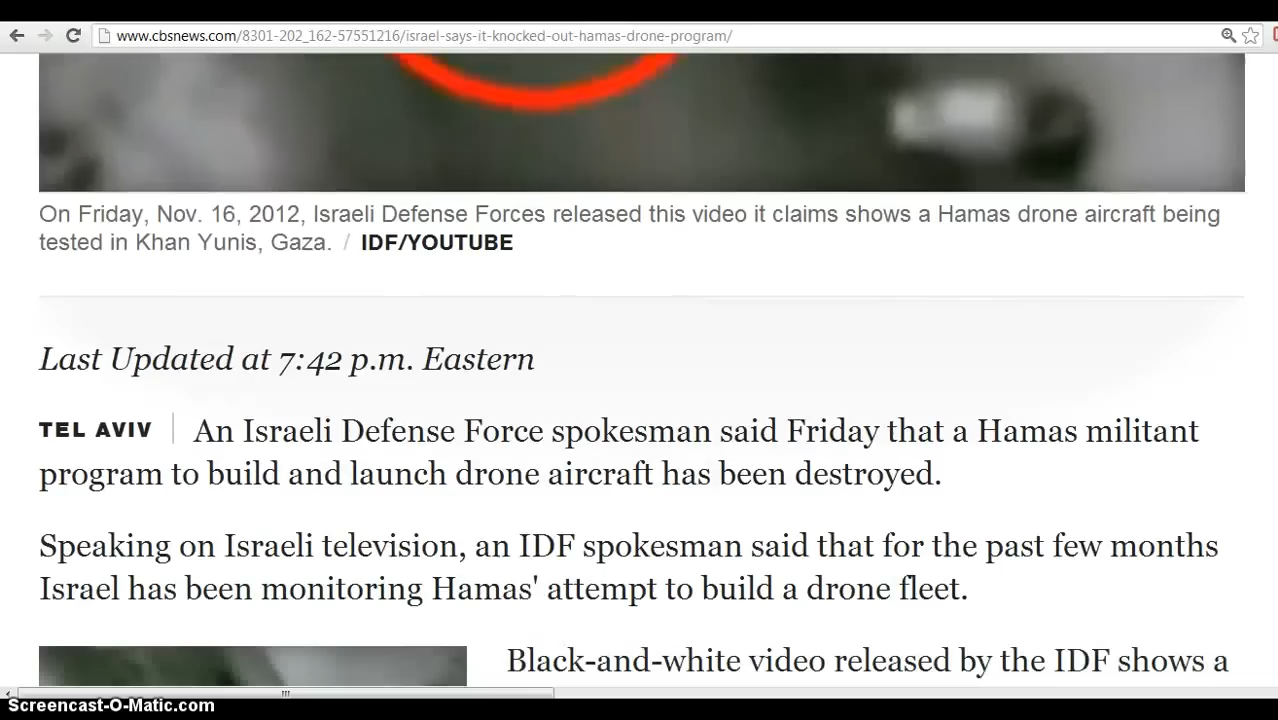 www.cbsnews.com/8301-202_162-57551216/israel-says-it-knocked-out-hamas-drone-program/
On Friday, Nov. 16, 2012, Israeli Defense Forces released this video it claims shows a Hamas drone aircraft being
tested in Khan Yunis, Gaza. / IDF/YOUTUBE
Last Updated at 7:42 p.m. Eastern
TEL AVIV | An Israeli Defense Force spokesman said Friday that a Hamas militant
program to build and launch drone aircraft has been destroyed.
Speaking on Israeli television, an IDF spokesman said that for the past few months
Israel has been monitoring Hamas' attempt to build a drone fleet.
Black-and-white video released by the IDF shows a
Screencast-O-Matic.com